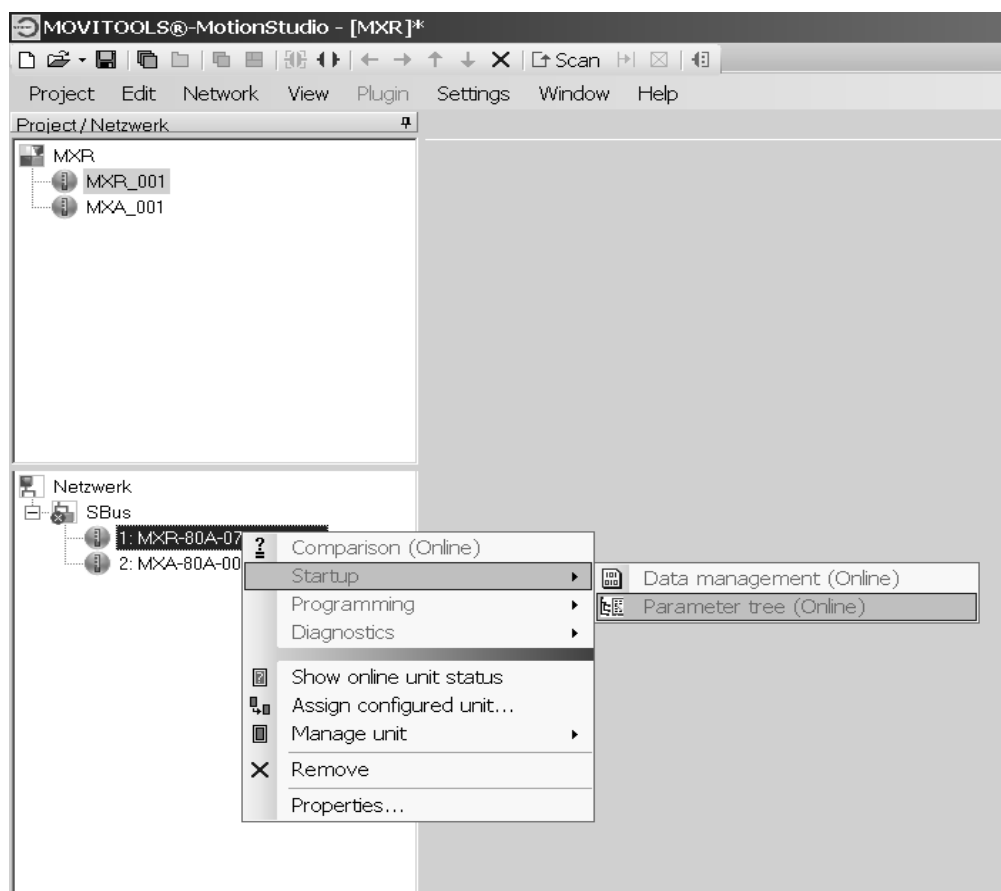 MOVITOOLS®-MotionStudio - [MXR]*
Scan
Project Edit Network View Plugin Settings Window Help
Project/Netzwerk
MXR
MXR_001
MXA_001
Netzwerk
SBus
1: MXR-80A-07
2: MXA-80A-00
Comparison (Online)
Startup
Programming
Diagnostics
Show online unit status
Assign configured unit...
Manage unit
Remove
Properties...
Data management (Online)
Parameter tree (Online)